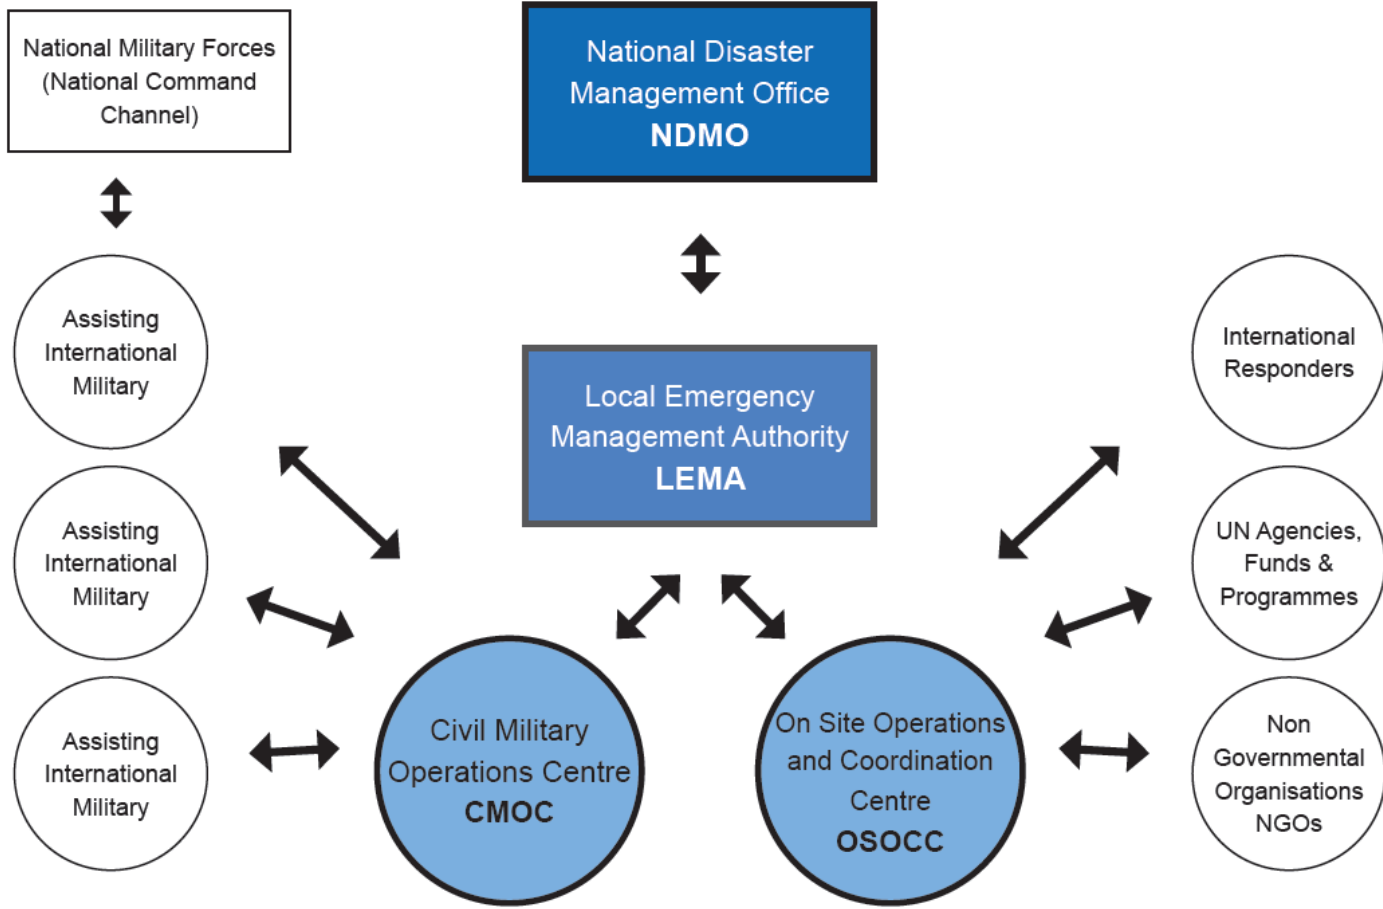 National Military Forces
(National Command
Channel)
National Disaster
Management Office
NDMO
Assisting
International
Military
International
Responders
Local Emergency
Management Authority
LEMA
Assisting
International
Military
UN Agencies,
Funds &
Programmes
Assisting
International
Military
Civil Military
Operations Centre
CMOC
On Site Operations
and Coordination
Centre
OSOCC
Non
Governmental
Organisations
NGOs